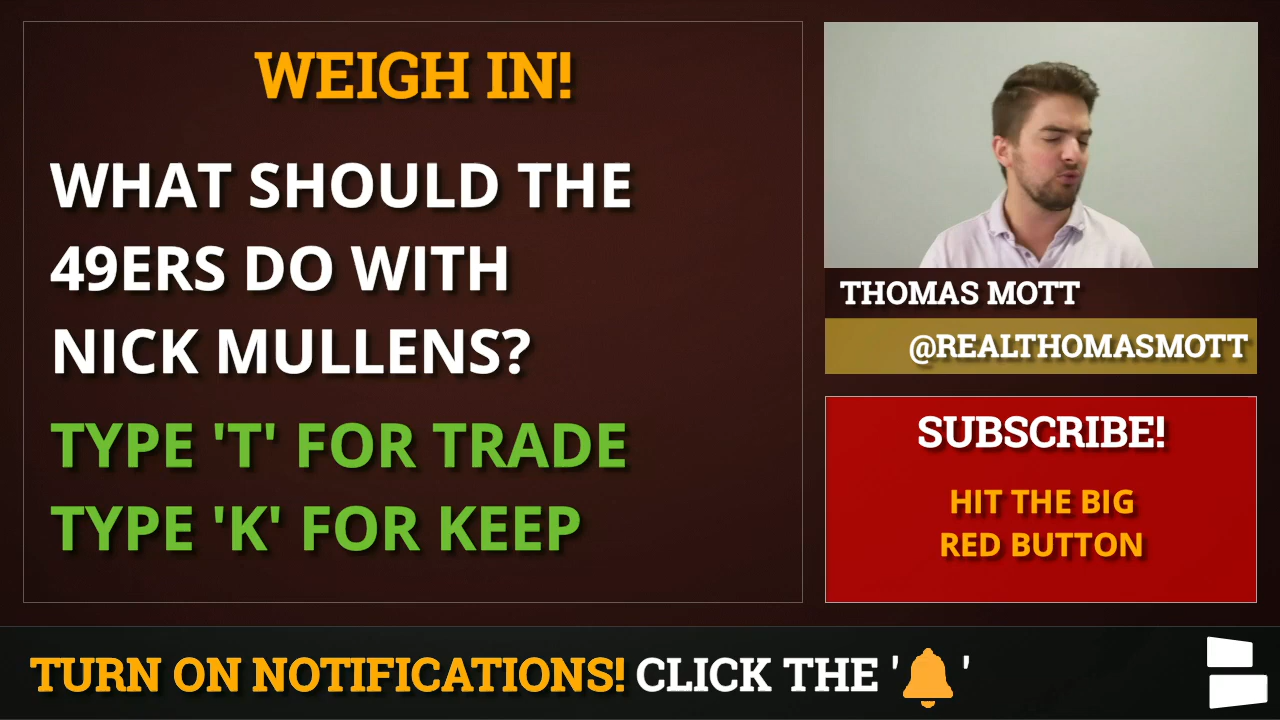 WEIGH IN!
WHAT SHOULD THE
49ERS DO WITH
NICK MULLENS?
TYPE 'T' FOR TRADE
TYPE 'K' FOR KEEP
THOMAS MOTT
@REALTHOMASMOTT
SUBSCRIBE!
HIT THE BIG
RED BUTTON
TURN ON NOTIFICATIONS! CLICK THE ' '